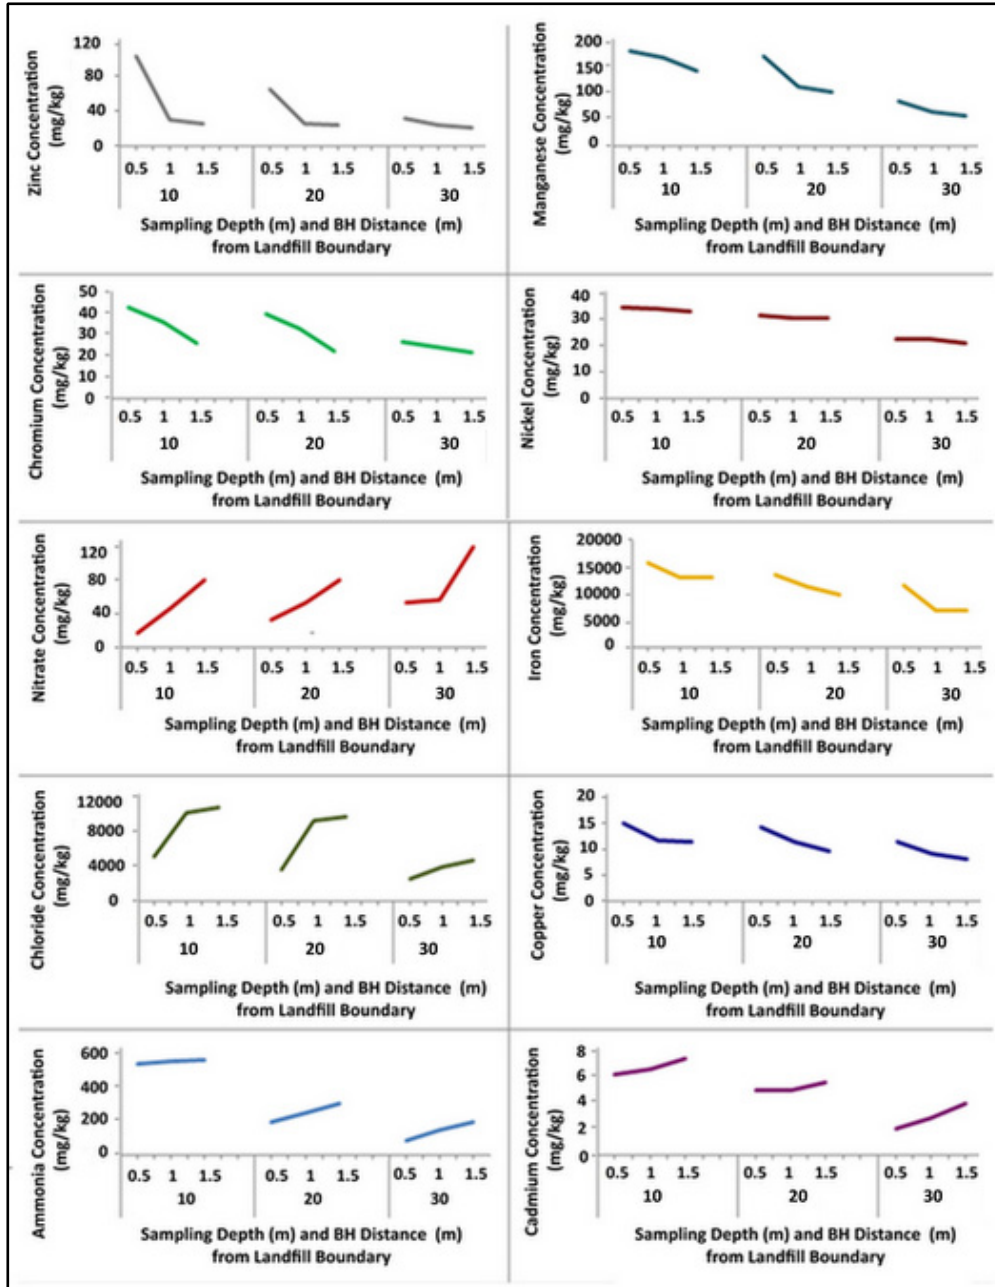 Zinc Concentration
(mg/kg)
120
80
40
0
0.5 1 1.5 0.5 1 1.5 0.5 1 1.5
10 20 30
Sampling Depth (m) and BH Distance (m)
from Landfill Boundary
Manganese Concentration
(mg/kg)
200
150
100
50
0
0.5 1 1.5 0.5 1 1.5 0.5 1 1.5
10 20 30
Sampling Depth (m) and BH Distance (m)
from Landfill Boundary
Chromium Concentration
(mg/kg)
50
40
30
20
10
0
0.5 1 1.5 0.5 1 1.5 0.5 1 1.5
10 20 30
Sampling Depth (m) and BH Distance (m)
from Landfill Boundary
Nickel Concentration
(mg/kg)
40
30
20
10
0
0.5 1 1.5 0.5 1 1.5 0.5 1 1.5
10 20 30
Sampling Depth (m) and BH Distance (m)
from Landfill Boundary
Nitrate Concentration
(mg/kg)
120
80
40
0
0.5 1 1.5 0.5 1 1.5 0.5 1 1.5
10 20 30
Sampling Depth (m) and BH Distance (m)
from Landfill Boundary
Iron Concentration
(mg/kg)
20000
15000
10000
5000
0
0.5 1 1.5 0.5 1 1.5 0.5 1 1.5
10 20 30
Sampling Depth (m) and BH Distance (m)
from Landfill Boundary
Chloride Concentration
(mg/kg)
12000
8000
4000
0
0.5 1 1.5 0.5 1 1.5 0.5 1 1.5
10 20 30
Sampling Depth (m) and BH Distance (m)
from Landfill Boundary
Copper Concentration
(mg/kg)
20
15
10
5
0
0.5 1 1.5 0.5 1 1.5 0.5 1 1.5
10 20 30
Sampling Depth (m) and BH Distance (m)
from Landfill Boundary
Ammonia Concentration
(mg/kg)
600
400
200
0
0.5 1 1.5 0.5 1 1.5 0.5 1 1.5
10 20 30
Sampling Depth (m) and BH Distance (m)
from Landfill Boundary
Cadmium Concentration
(mg/kg)
8
6
4
2
0
0.5 1 1.5 0.5 1 1.5 0.5 1 1.5
10 20 30
Sampling Depth (m) and BH Distance (m)
from Landfill Boundary